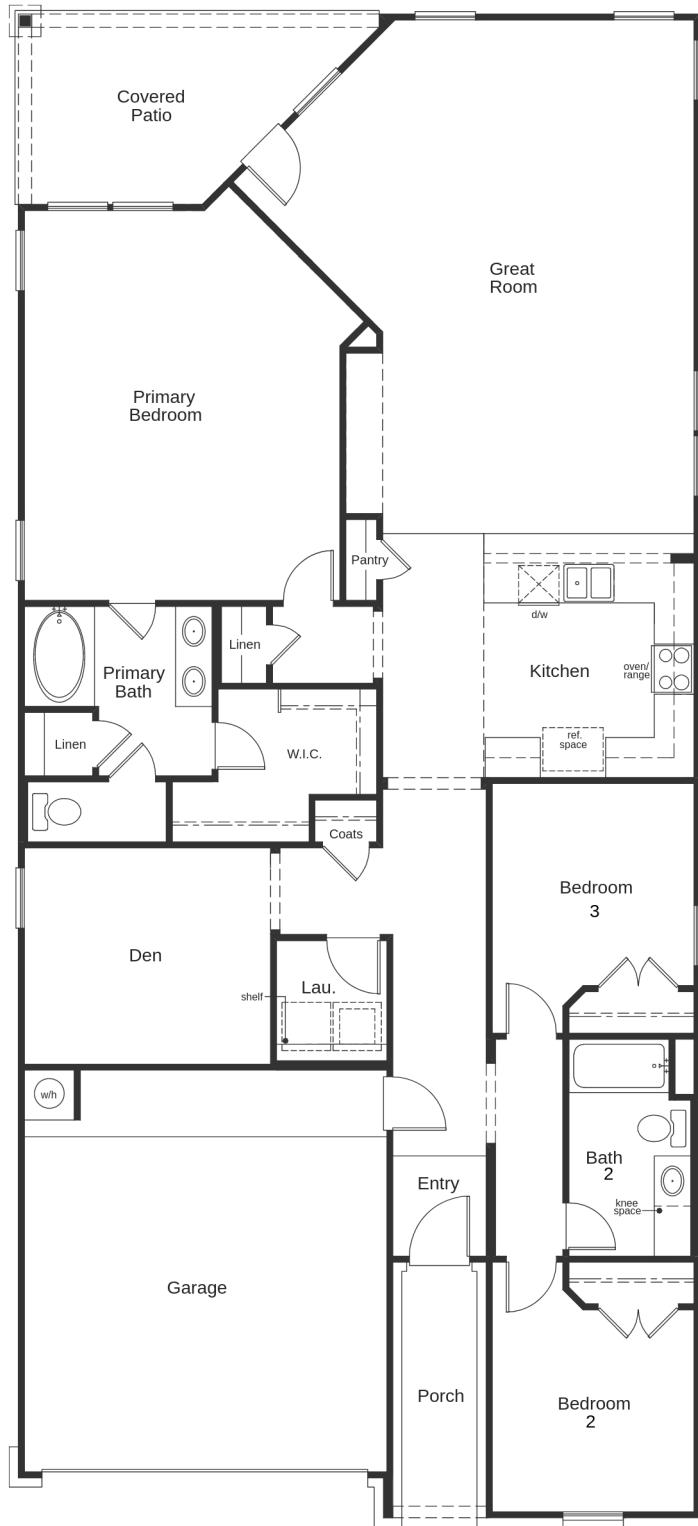 Covered
Patio
Great
Room
Primary
Bedroom
Pantry
d/w
Linen
Kitchen
oven/
range
Primary
Bath
ref.
space
Linen
W.I.C.
Coats
Bedroom
3
Den
Lau.
shelf
w/h
Bath
2
Entry
knee
space
Garage
Porch
Bedroom
2